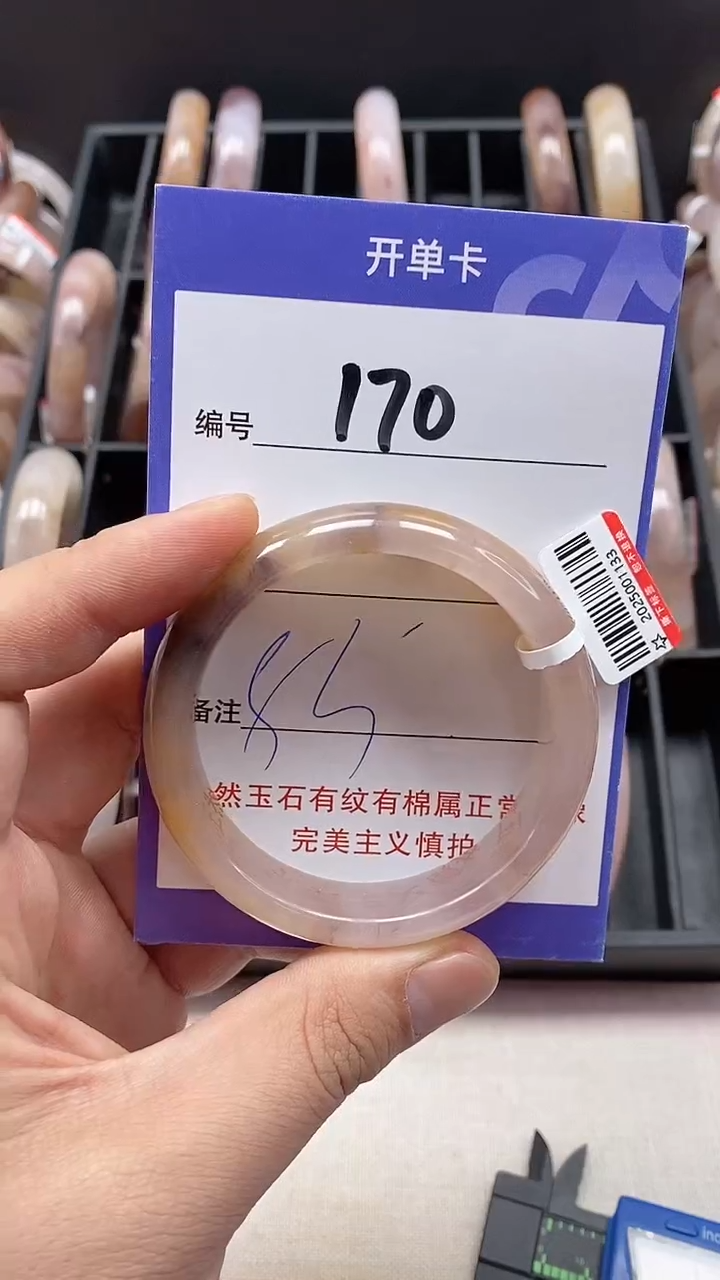 开单卡
编号 170
备注
然玉石有纹有棉属正常
完美主义慎拍
2025001133